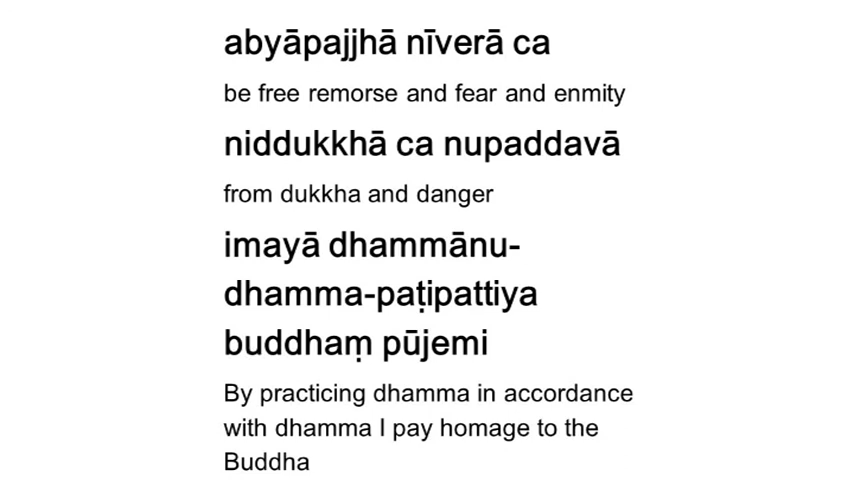 abyāpajjhā nīverā ca
be free remorse and fear and enmity
niddukkhā ca nupaddavā
from dukkha and danger
imayā dhammānu-
dhamma-paṭipattiya
buddhaṃ pūjemi
By practicing dhamma in accordance
with dhamma I pay homage to the
Buddha